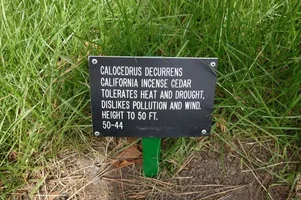 CALOCEDRUS DECURRENS
CALIFORNIA INCENSE CEDAR
TOLERATES HEAT AND DROUGHT,
DISLIKES POLLUTION AND WIND.
HEIGHT TO 50 FT.
50-44